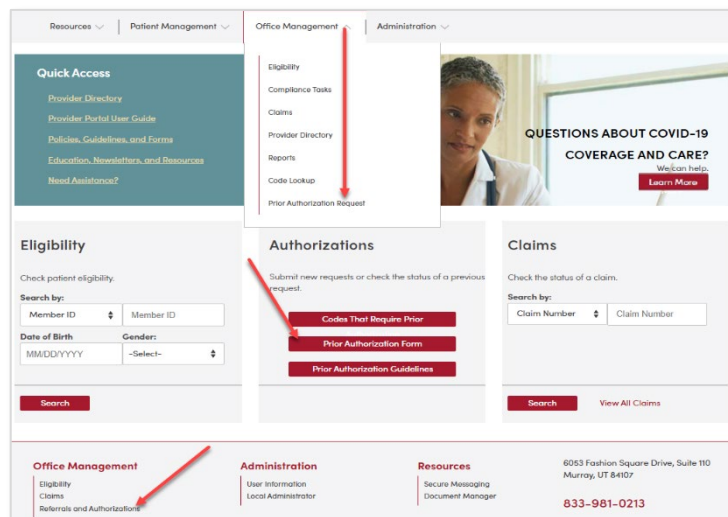 Resources
Patient Management
Office Management
Administration
Quick Access
Provider Directory
Provider Portal User Guide
Policies, Guidelines, and Forms
Education, Newsletters, and Resources
Need Assistance?
Eligibility
Compliance Tasks
Claims
Provider Directory
Reports
Code Lookup
Prior Authorization Request
QUESTIONS ABOUT COVID-19
COVERAGE AND CARE?
We can help.
Learn More
Eligibility
Check patient eligibility.
Search by:
Member ID
Member ID
Date of Birth
Gender:
MM/DD/YYYY
-Select-
Search
Authorizations
Submit new requests or check the status of a previous
request.
Codes That Require Prior
Prior Authorization Form
Prior Authorization Guidelines
Claims
Check the status of a claim.
Search by:
Claim Number
Claim Number
Search
View All Claims
Office Management
Eligibility
Claims
Referrals and Authorizations
Administration
User Information
Local Administrator
Resources
Secure Messaging
Document Manager
6053 Fashion Square Drive, Suite 110
Murray, UT 84107
833-981-0213